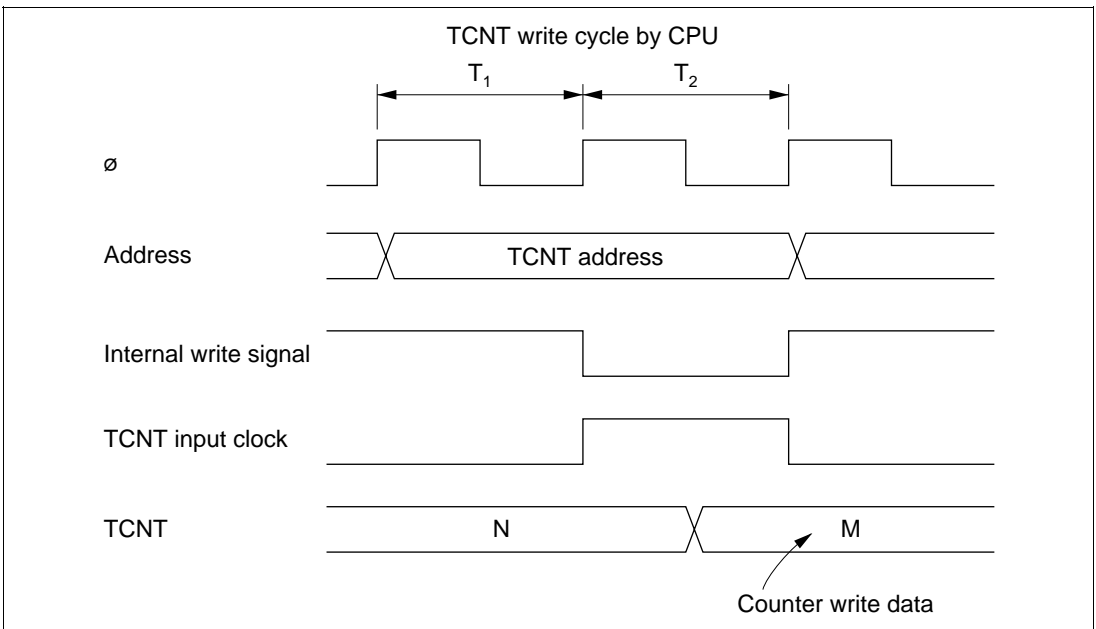 TCNT write cycle by CPU
T1 T2
ø
Address TCNT address
Internal write signal
TCNT input clock
TCNT N M
Counter write data